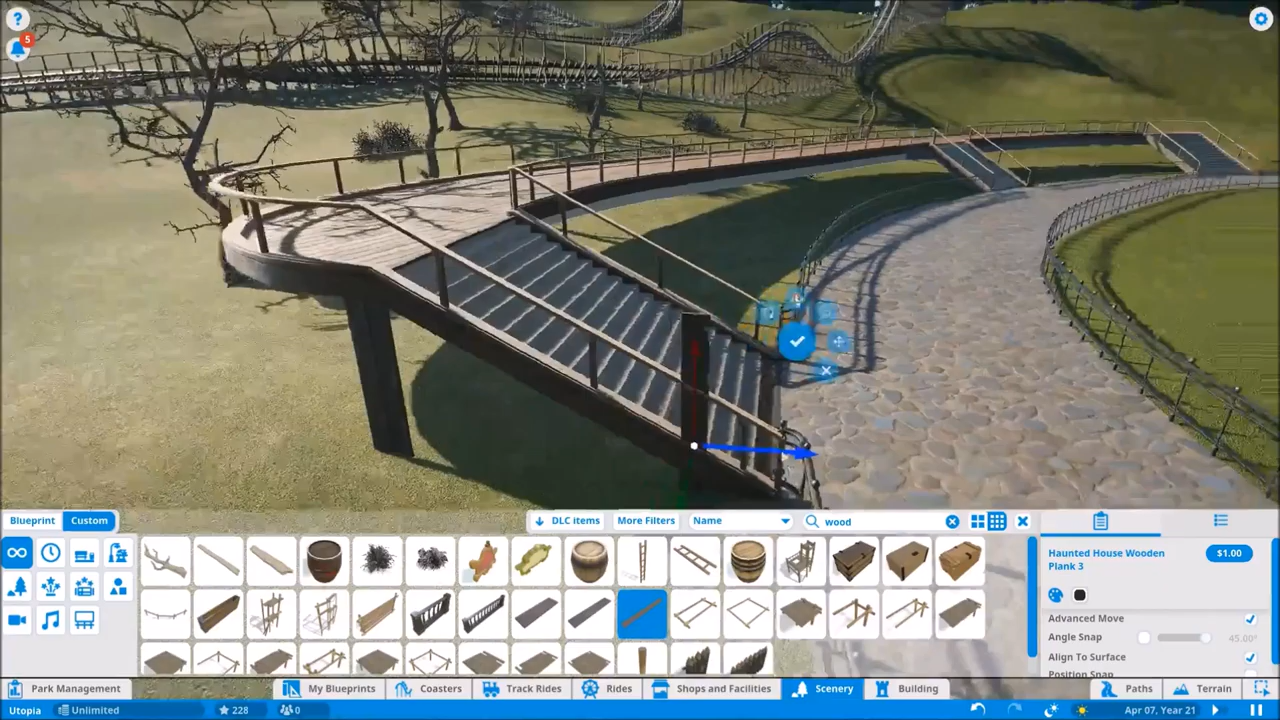 ?
5
Blueprint
Custom
DLC items
More Filters
Name
wood
Haunted House Wooden
Plank 3
$1.00
Advanced Move
Angle Snap
45.00°
Align To Surface
Position Snap
Park Management
My Blueprints
Coasters
Track Rides
Rides
Shops and Facilities
Scenery
Building
Paths
Terrain
Utopia
Unlimited
228
0
Apr 07, Year 21